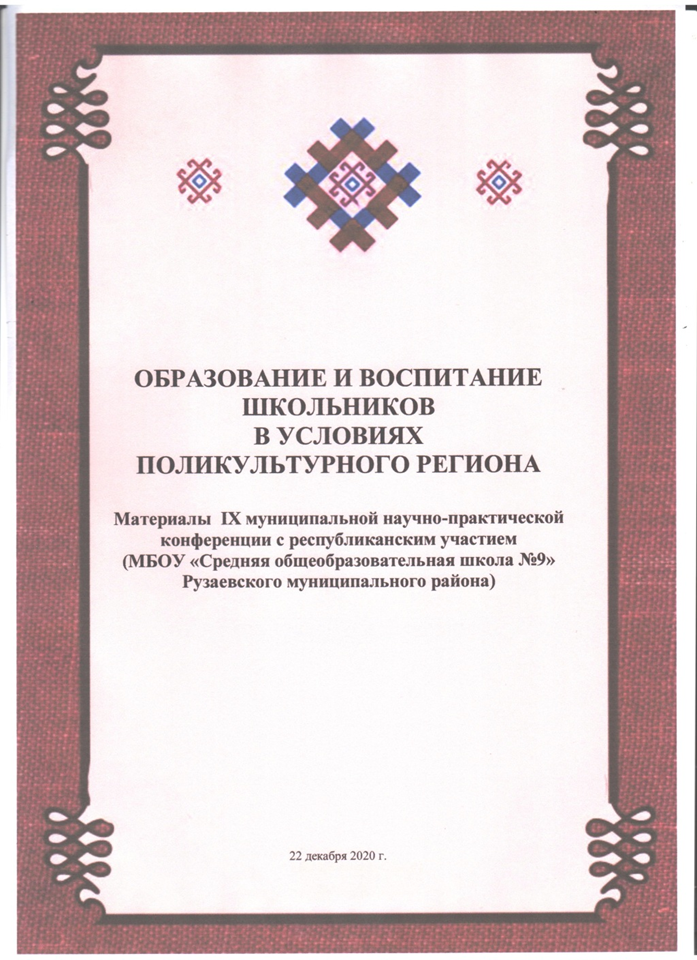 ОБРАЗОВАНИЕ И ВОСПИТАНИЕ
ШКОЛЬНИКОВ
В УСЛОВИЯХ
ПОЛИКУЛЬТУРНОГО РЕГИОНА
Материалы IX муниципальной научно-практической
конференции с республиканским участием
(МБОУ «Средняя общеобразовательная школа №9»
Рузаевского муниципального района)
22 декабря 2020 г.